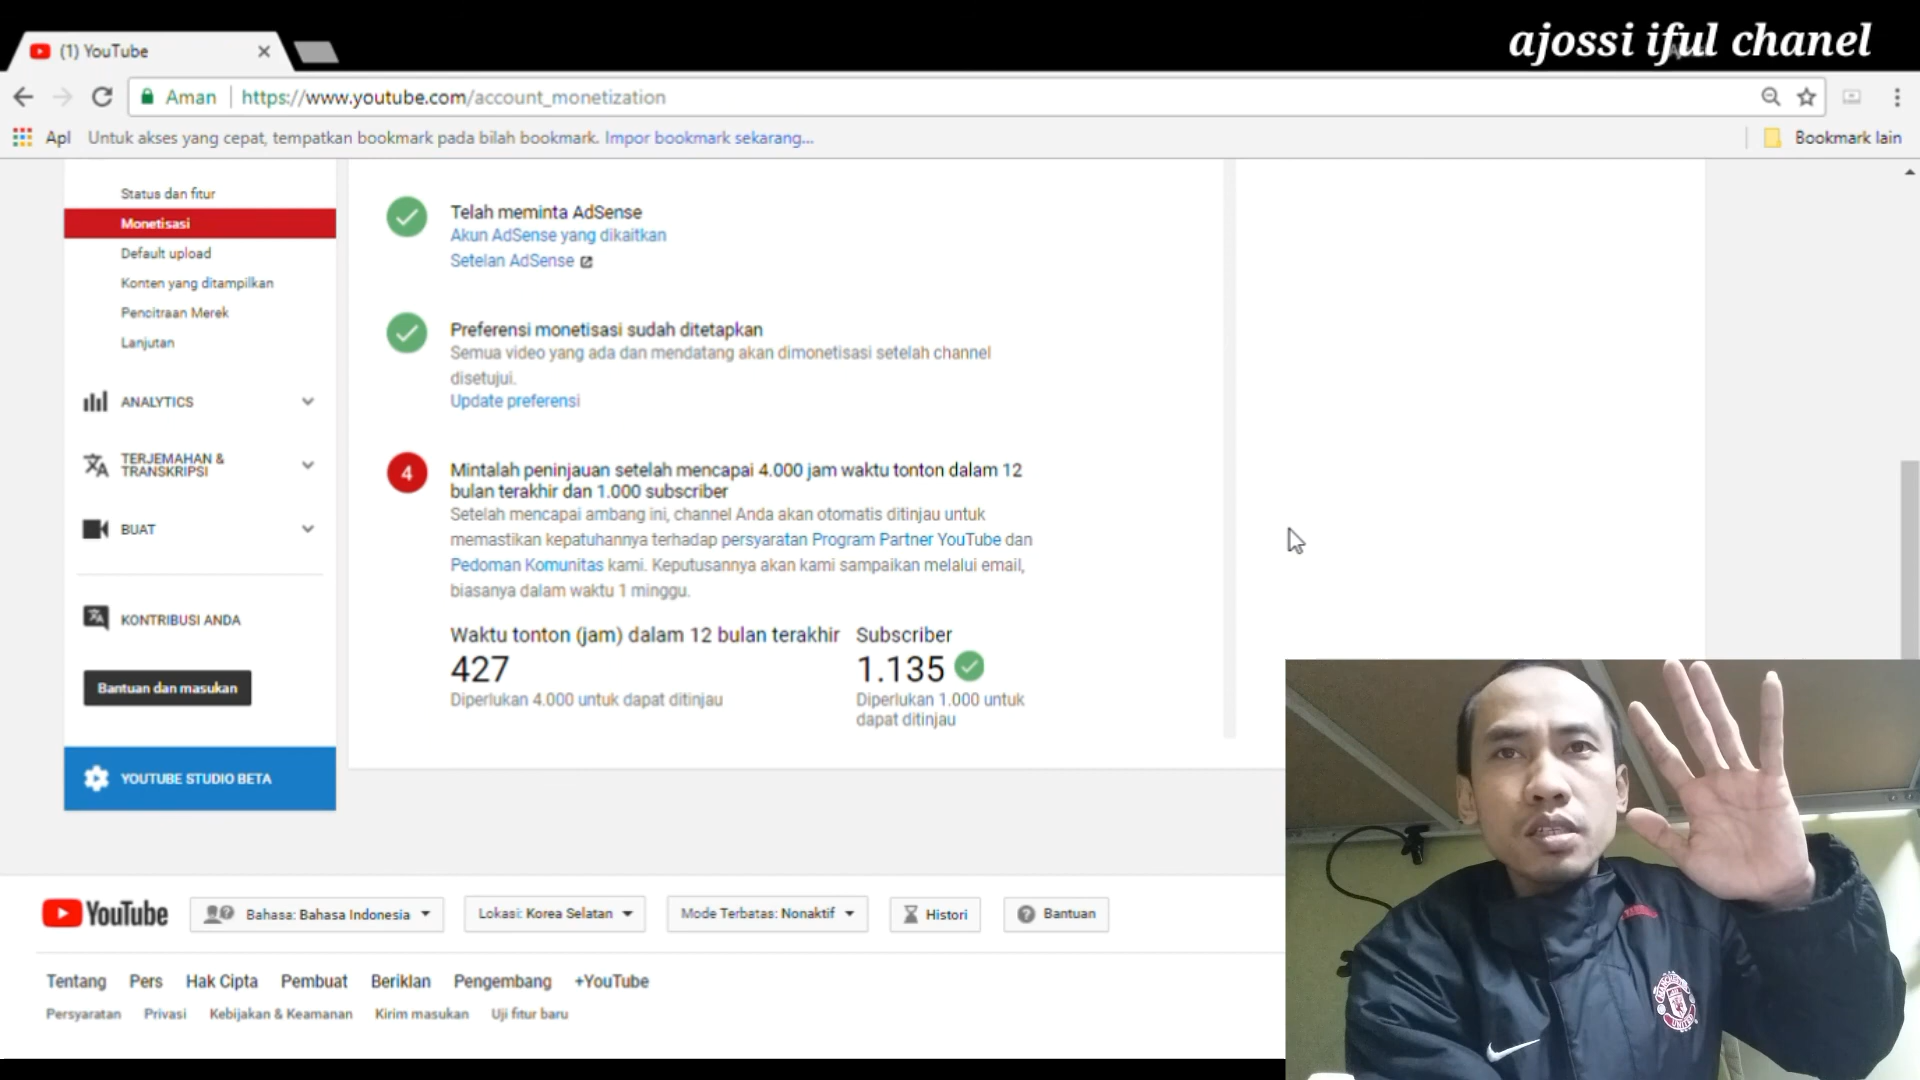 ajossi iful chanel
(1) YouTube
Aman
https://www.youtube.com/account_monetization
Apl
Untuk akses yang cepat, tempatkan bookmark pada bilah bookmark. Impor bookmark sekarang...
Bookmark lain
Status dan fitur
Monetisasi
Default upload
Konten yang ditampilkan
Pencitraan Merek
Lanjutan
ANALYTICS
TERJEMAHAN &
TRANSKRIPSI
BUAT
KONTRIBUSI ANDA
Bantuan dan masukan
YOUTUBE STUDIO BETA
Telah meminta AdSense
Akun AdSense yang dikaitkan
Setelan AdSense
Preferensi monetisasi sudah ditetapkan
Semua video yang ada dan mendatang akan dimonetisasi setelah channel
disetujui.
Update preferensi
4
Mintalah peninjauan setelah mencapai 4.000 jam waktu tonton dalam 12
bulan terakhir dan 1.000 subscriber
Setelah mencapai ambang ini, channel Anda akan otomatis ditinjau untuk
memastikan kepatuhannya terhadap persyaratan Program Partner YouTube dan
Pedoman Komunitas kami. Keputusannya akan kami sampaikan melalui email,
biasanya dalam waktu 1 minggu.
Waktu tonton (jam) dalam 12 bulan terakhir
427
Diperlukan 4.000 untuk dapat ditinjau
Subscriber
1.135
Diperlukan 1.000 untuk
dapat ditinjau
YouTube
Bahasa: Bahasa Indonesia
Lokasi: Korea Selatan
Mode Terbatas: Nonaktif
Histori
Bantuan
Tentang Pers Hak Cipta Pembuat Beriklan Pengembang +YouTube
Persyaratan Privasi Kebijakan & Keamanan Kirim masukan Uji fitur baru
MANCHESTER
UNITED